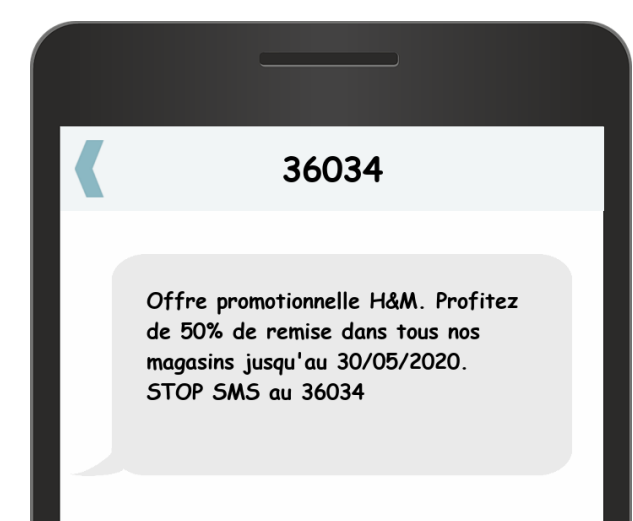 36034
Offre promotionnelle H&M. Profitez
de 50% de remise dans tous nos
magasins jusqu'au 30/05/2020.
STOP SMS au 36034